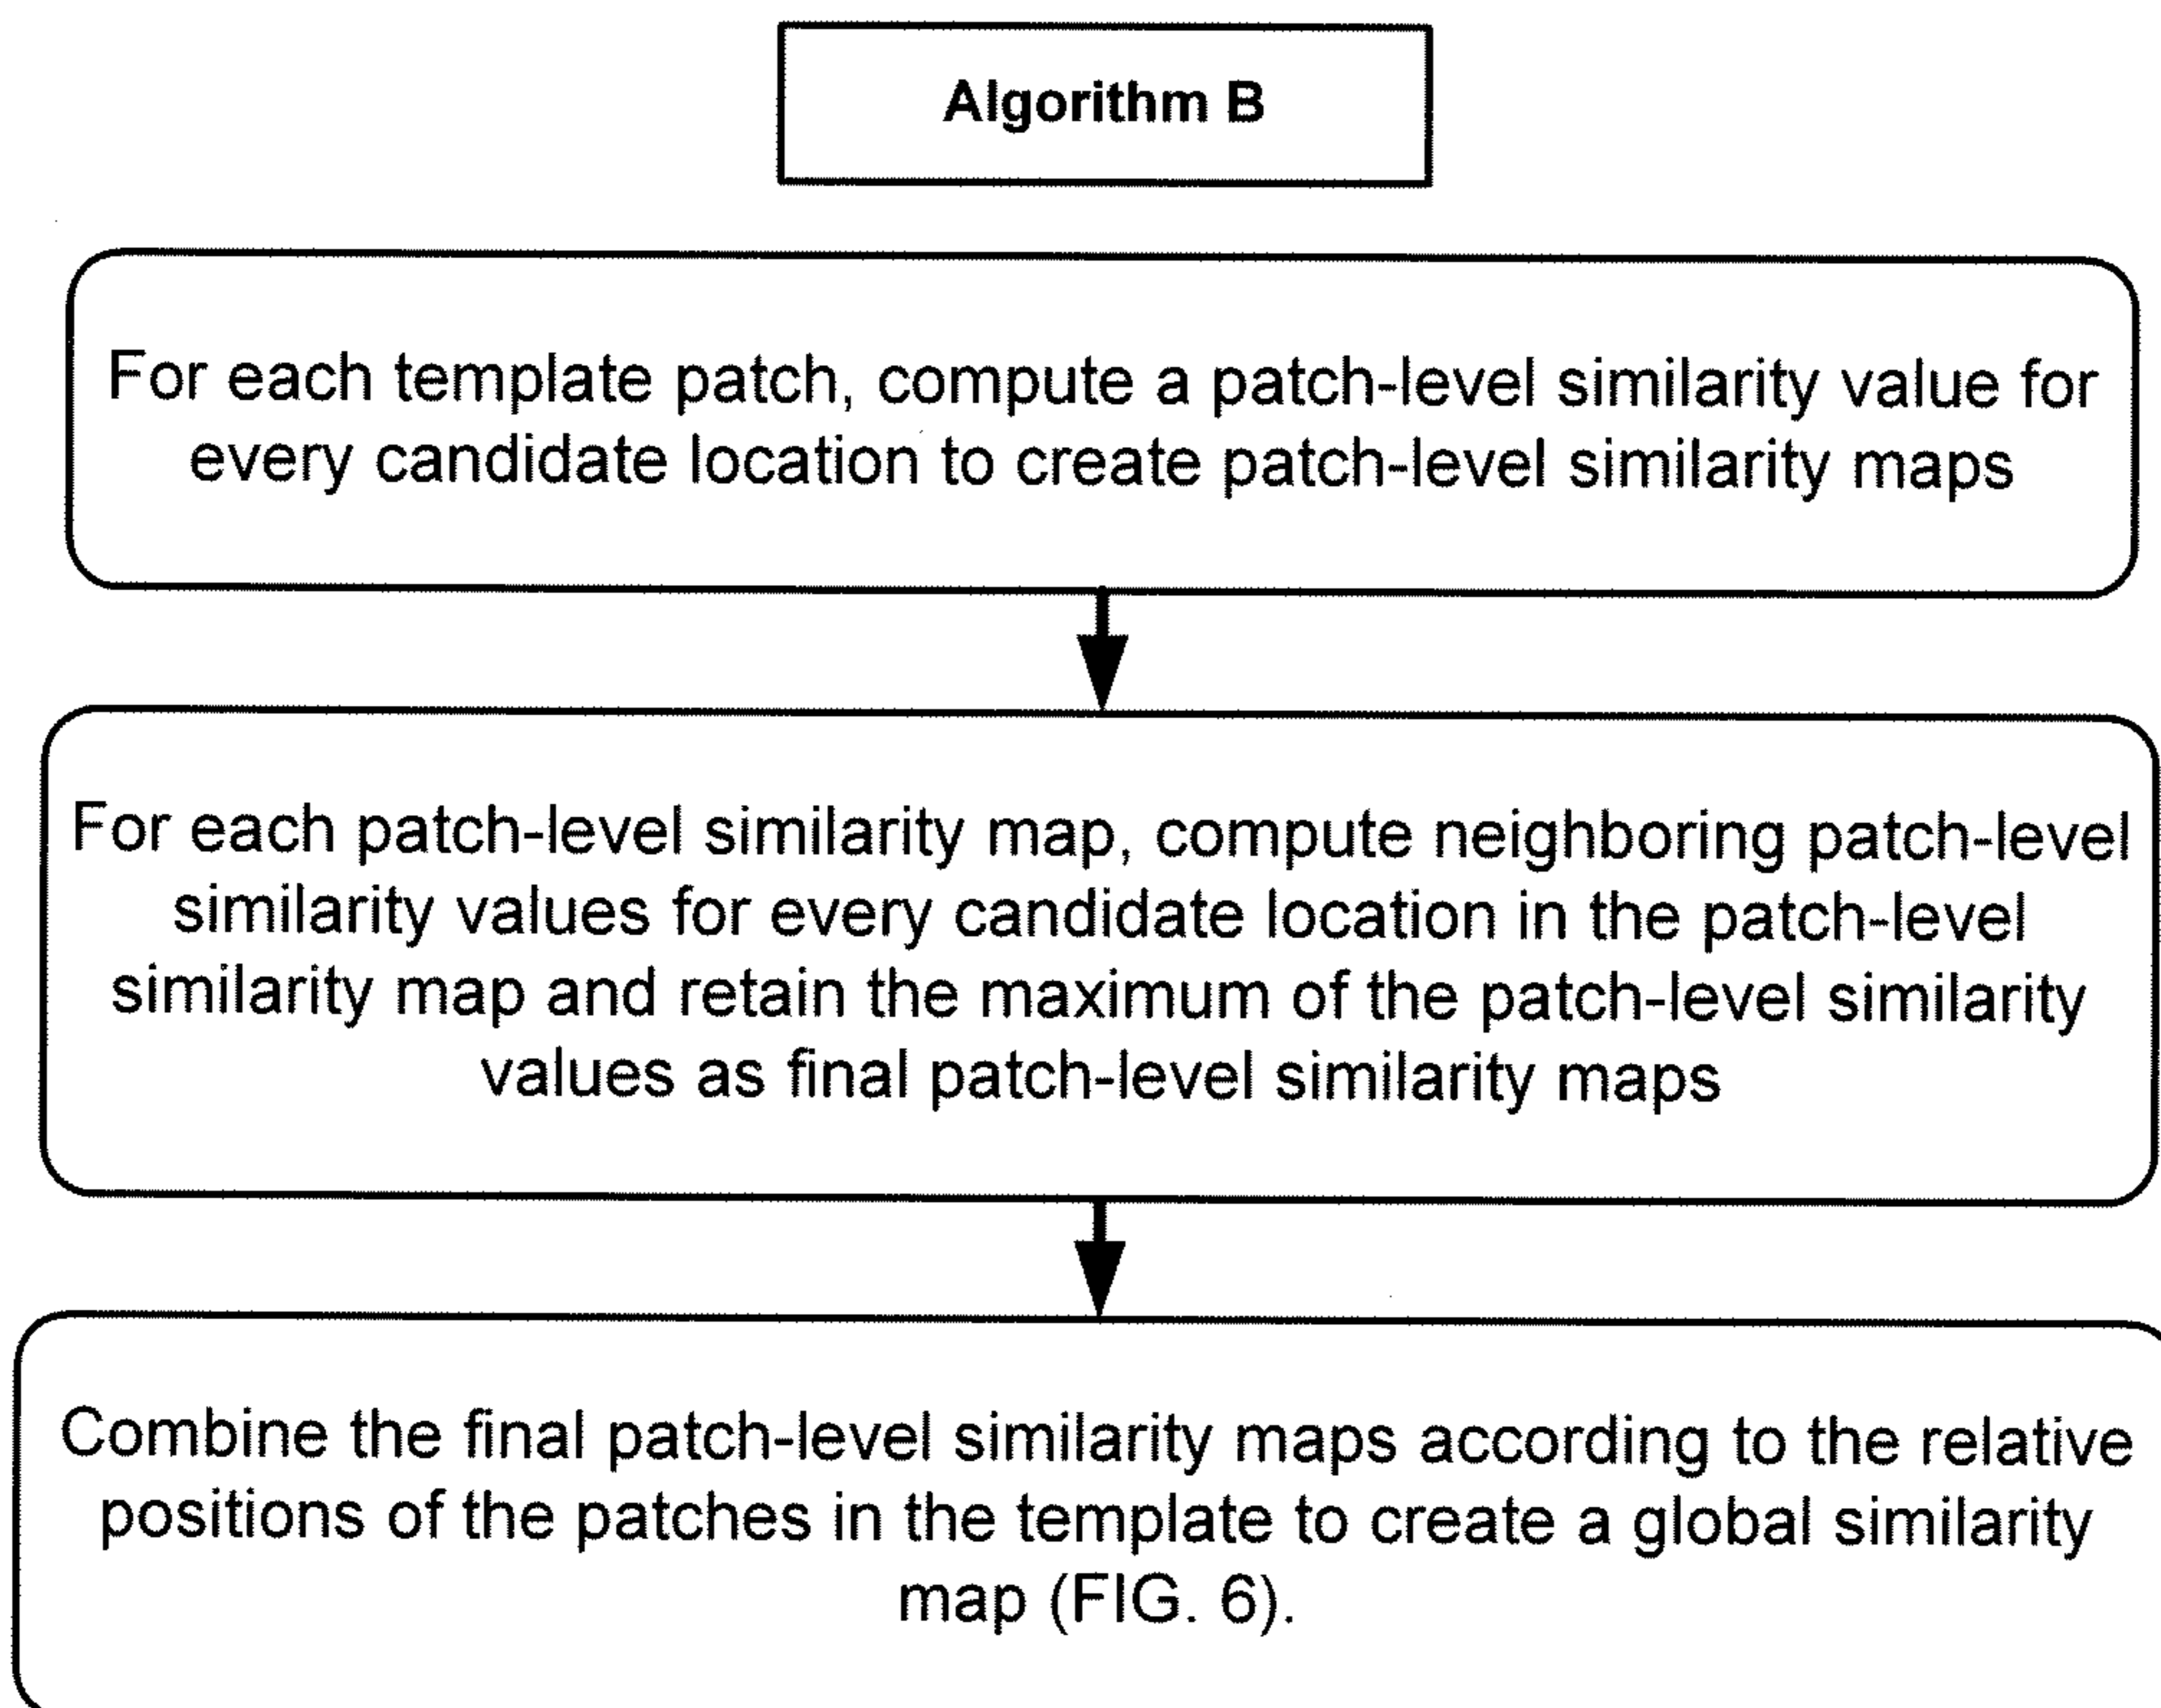 Algorithm B
For each template patch, compute a patch-level similarity value for
every candidate location to create patch-level similarity maps
For each patch-level similarity map, compute neighboring patch-level
similarity values for every candidate location in the patch-level
similarity map and retain the maximum of the patch-level similarity
values as final patch-level similarity maps
Combine the final patch-level similarity maps according to the relative
positions of the patches in the template to create a global similarity
map (FIG. 6).